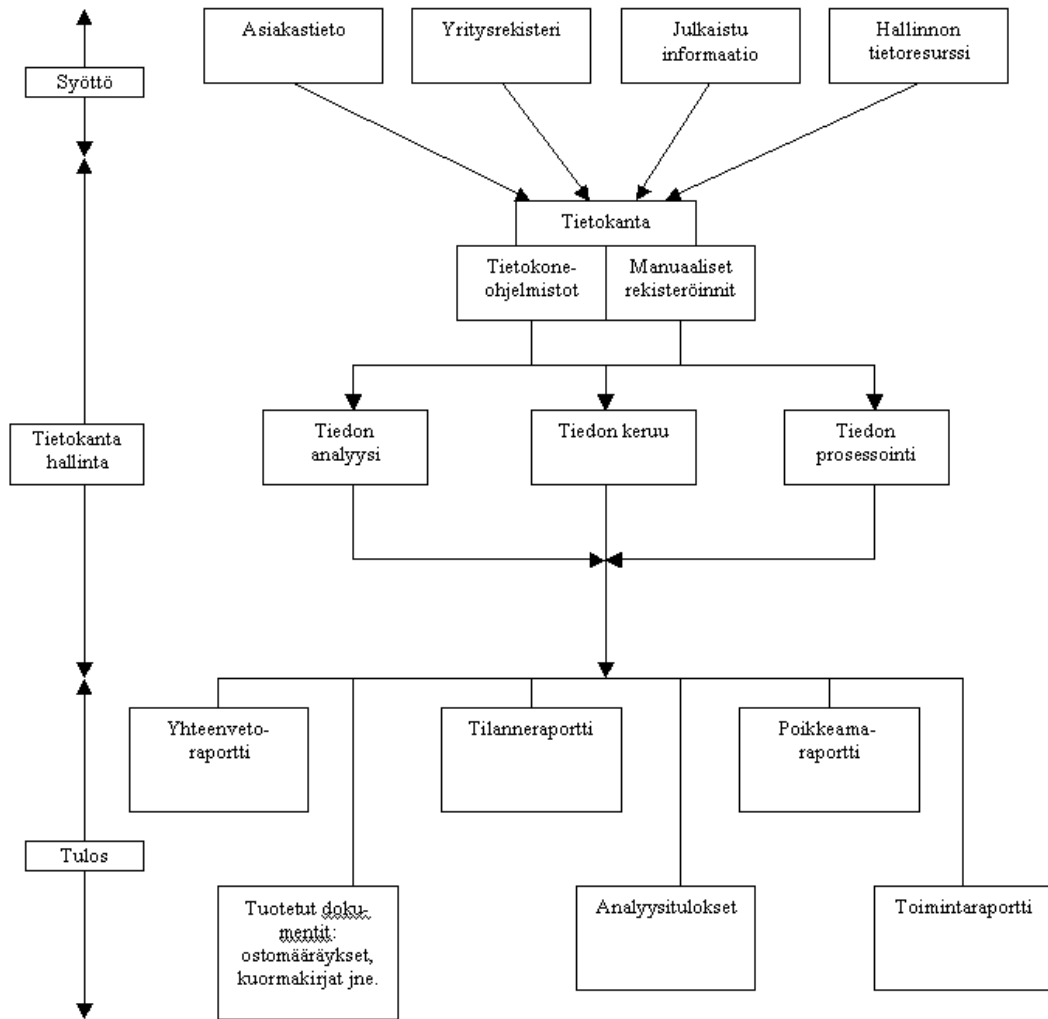 Asiakastieto
Yritysrekisteri
Julkaistu
informaatio
Hallinnon
tietoresurssi
Syöttö
Tietokanta
Tietokone-
ohjelmistot
Manuaaliset
rekisteröinnit
Tietokanta
hallinta
Tiedon
analyysi
Tiedon keruu
Tiedon
prosessointi
Yhteenveto-
raportti
Tilanneraportti
Poikkeama-
raportti
Tulos
Tuotetut doku-
mentit:
ostomääräykset,
kuormakirjat jne.
Analyysitulokset
Toimintaraportti